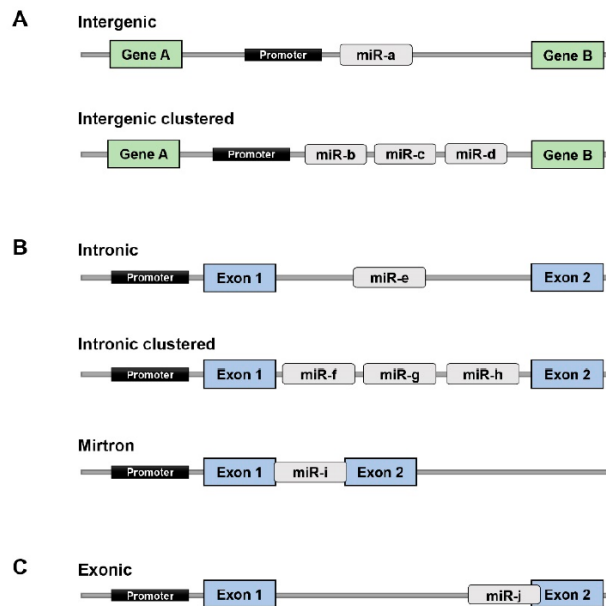 A
Intergenic
Gene A Promoter miR-a Gene B
Intergenic clustered
Gene A Promoter miR-b miR-c miR-d Gene B
B
Intronic
Promoter Exon 1 miR-e Exon 2
Intronic clustered
Promoter Exon 1 miR-f miR-g miR-h Exon 2
Mirtron
Promoter Exon 1 miR-i Exon 2
C
Exonic
Promoter Exon 1 miR-j Exon 2